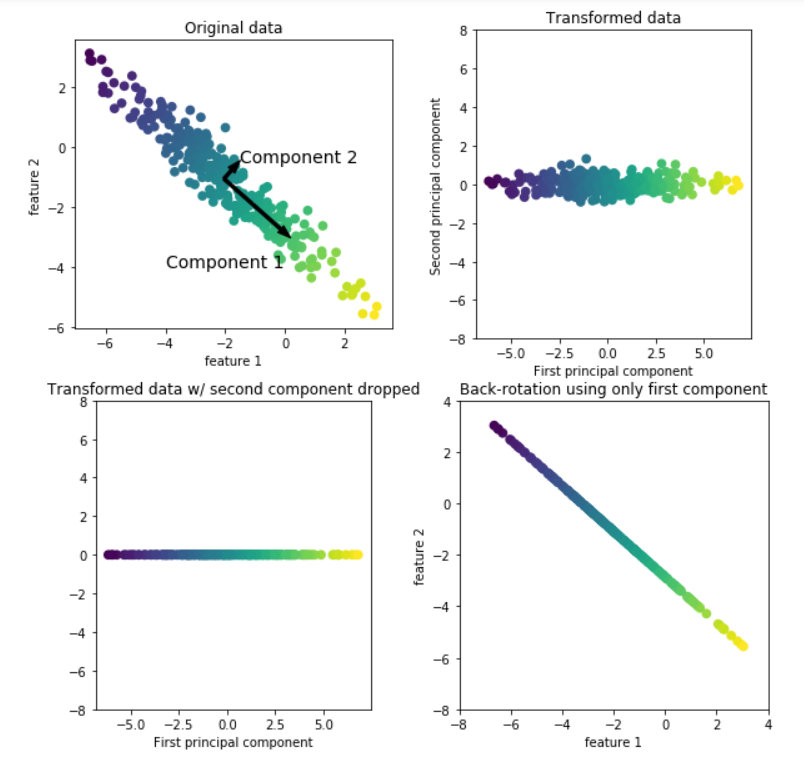 Original data
2
0
−2
−4
−6
feature 2
Component 2
Component 1
−6 −4 −2 0 2
feature 1
Transformed data
8
6
4
2
0
−2
−4
−6
−8
Second principal component
−5.0 −2.5 0.0 2.5 5.0
First principal component
Transformed data w/ second component dropped
8
6
4
2
0
−2
−4
−6
−8
−5.0 −2.5 0.0 2.5 5.0
First principal component
Back-rotation using only first component
4
2
0
−2
−4
−6
−8
feature 2
−8 −6 −4 −2 0 2 4
feature 1